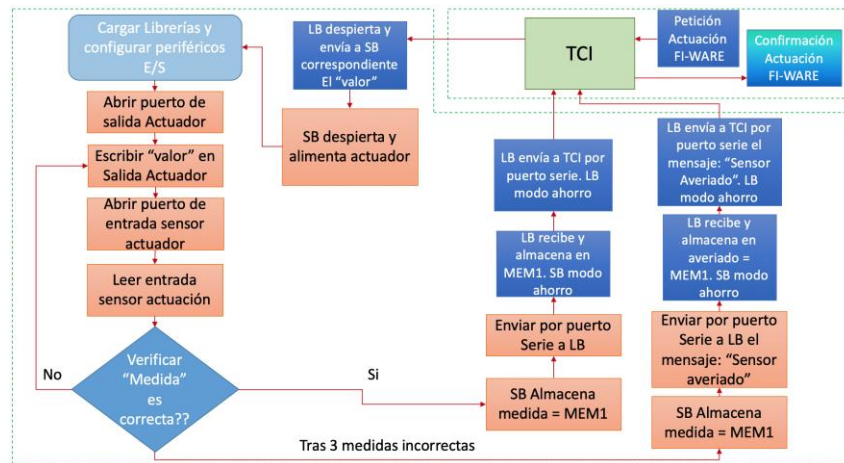 Cargar Librerías y
configurar periféricos
E/S
Abrir puerto de
salida Actuador
Escribir “valor” en
Salida Actuador
Abrir puerto de
entrada sensor
actuador
Leer entrada
sensor actuación
Verificar
“Medida”
es
correcta??
No
Si
Tras 3 medidas incorrectas
LB despierta y
envía a SB
correspondiente
El “valor”
SB despierta y
alimenta actuador
TCI
Petición
Actuación
FI-WARE
Confirmación
Actuación
FI-WARE
LB envía a TCI por
puerto serie. LB
modo ahorro
LB recibe y
almacena en
MEM1. SB modo
ahorro
Enviar por puerto
Serie a LB
SB Almacena
medida = MEM1
LB envía a TCI por
puerto serie el
mensaje: “Sensor
Averiado”. LB
modo ahorro
LB recibe y
almacena en
averiado =
MEM1. SB modo
ahorro
Enviar por puerto
Serie a LB el
mensaje: “Sensor
averiado”
SB Almacena
medida = MEM1